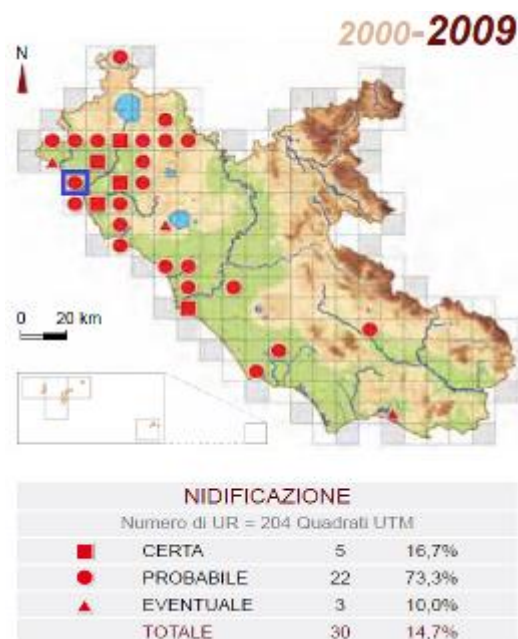 2000-2009
N
0 20 km
NIDIFICAZIONE
Numero di UR = 204 Quadrati UTM
CERTA 5 16,7%
PROBABILE 22 73,3%
EVENTUALE 3 10,0%
TOTALE 30 14,7%